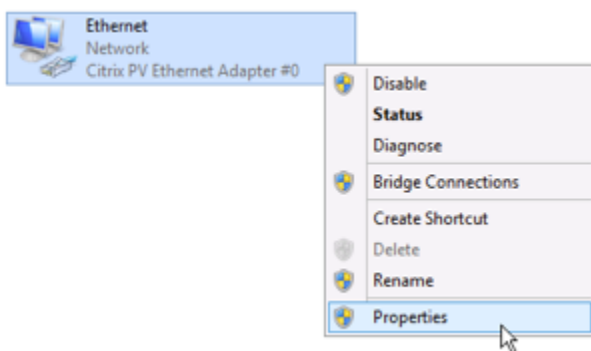 Ethernet
Network
Citrix PV Ethernet Adapter #0
Disable
Status
Diagnose
Bridge Connections
Create Shortcut
Delete
Rename
Properties